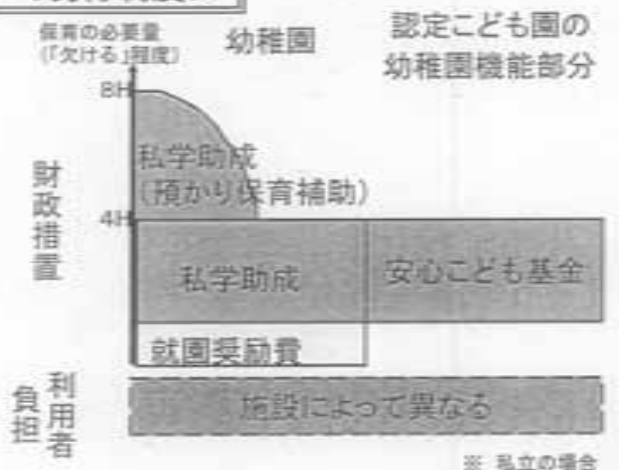 保育の必要量
(「欠ける」程度)
幼稚園
認定こども園の
幼稚園機能部分
8H
私学助成
(預かり保育補助)
4H
財政措置
私学助成
安心こども基金
就園奨励費
利用者
負担
施設によって異なる
※ 私立の場合